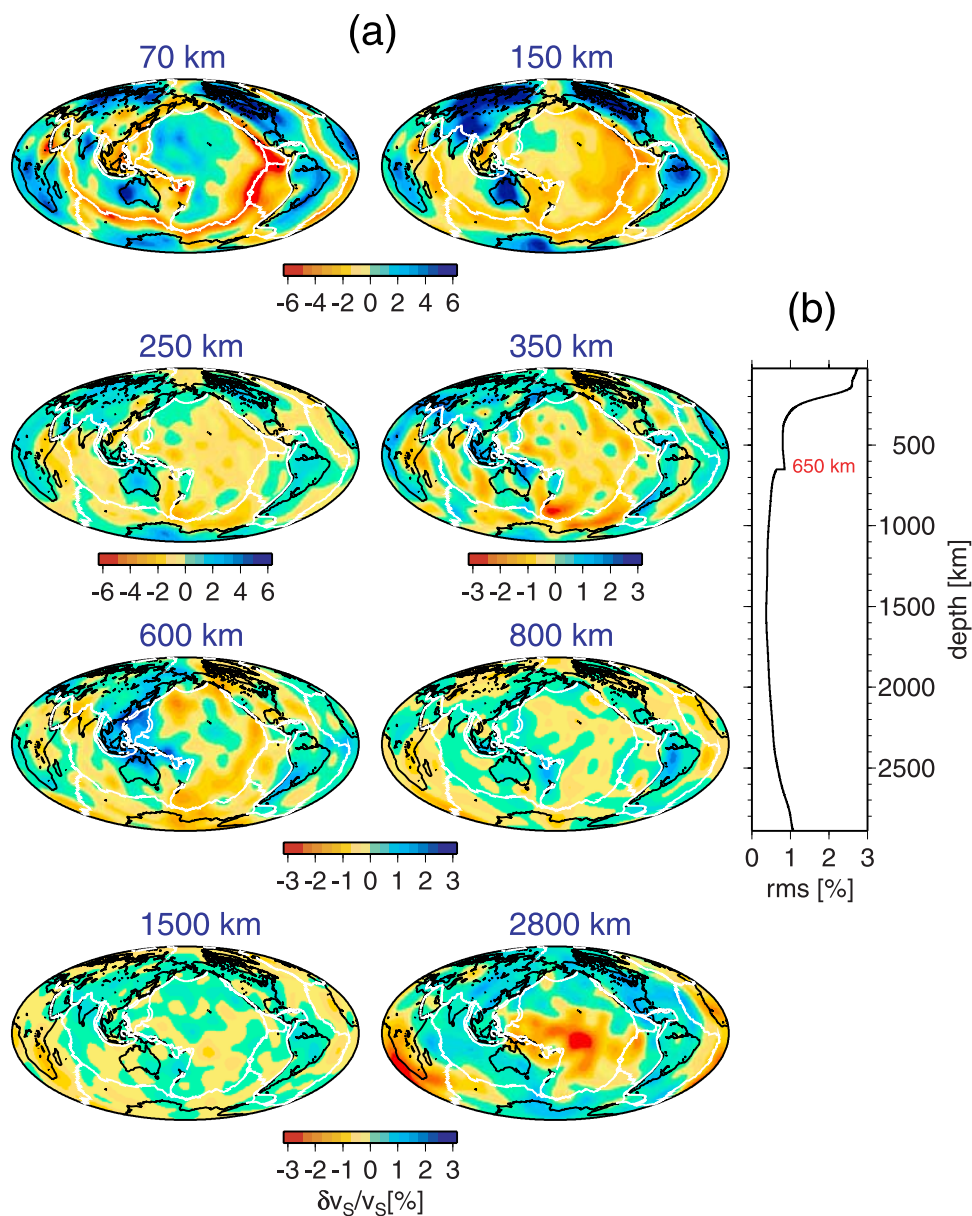 (a)
70 km
150 km
-6 -4 -2 0 2 4 6
250 km
350 km
(b)
-6 -4 -2 0 2 4 6
-3 -2 -1 0 1 2 3
500
650 km
1000
1500
2000
2500
depth [km]
0 1 2 3
rms [%]
600 km
800 km
-3 -2 -1 0 1 2 3
1500 km
2800 km
-3 -2 -1 0 1 2 3
δvS/vS[%]